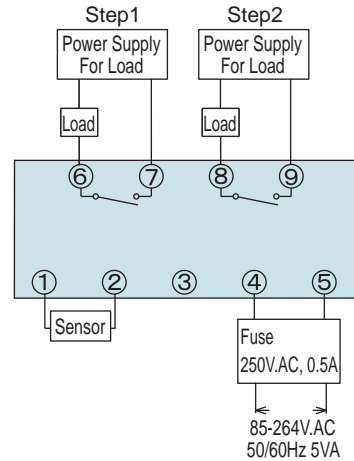 Step1 Step2
Power Supply For Load
Power Supply For Load
Load
Load
⑥ ⑦ ⑧ ⑨
① ② ③ ④ ⑤
Sensor
Fuse
250V.AC, 0.5A
85-264V.AC
50/60Hz 5VA